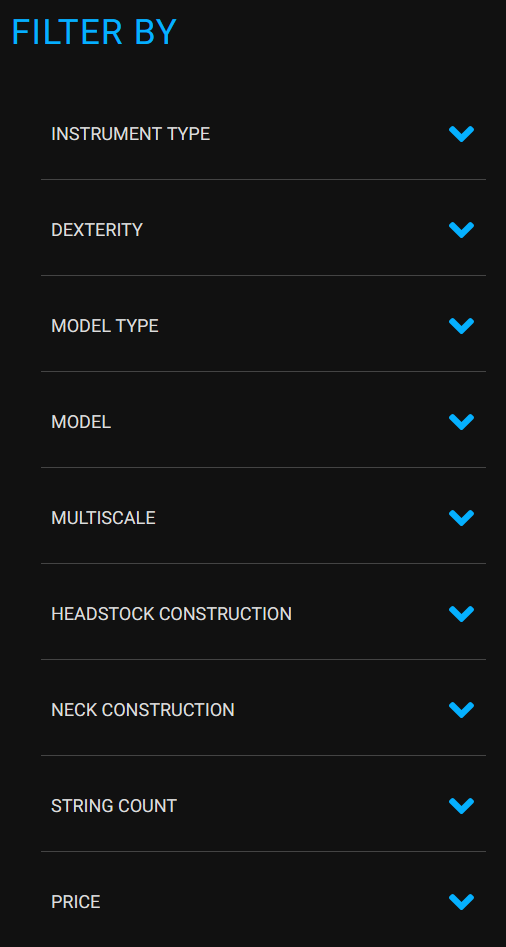 FILTER BY
INSTRUMENT TYPE
DEXTERITY
MODEL TYPE
MODEL
MULTISCALE
HEADSTOCK CONSTRUCTION
NECK CONSTRUCTION
STRING COUNT
PRICE